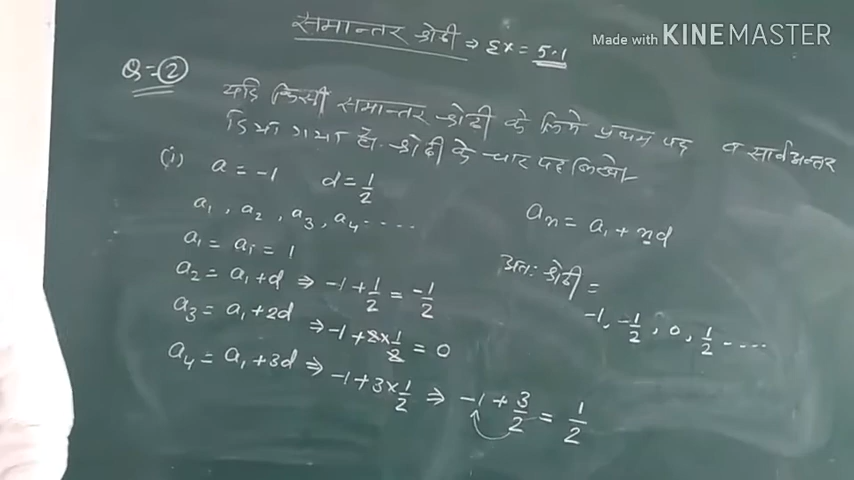 समान्तर श्रेढी ⇒ Ex = 5.1
Made with KINEMASTER
Q=2
यदि किसी समान्तर श्रेढी के लिये प्रथम पद व सार्वअन्तर
दिया गया है। श्रेढी के चार पद लिखो-
(i) a = -1 d = 1/2
a₁, a₂, a₃, a₄ .....
aₙ = a₁ + nd
a₁ = a₁ = 1
a₂ = a₁+d ⇒ -1 + 1/2 = -1/2
a₃ = a₁+2d ⇒ -1 + 2×1/2 = 0
a₄ = a₁+3d ⇒ -1+3×1/2 ⇒ -1 + 3/2 = 1/2
अतः श्रेढी =
-1, -1/2, 0, 1/2 ....